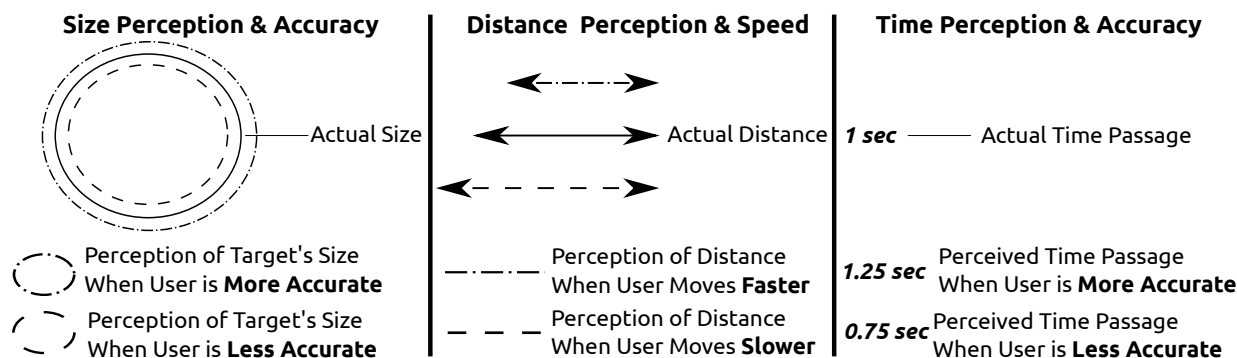 Size Perception & Accuracy
Actual Size
Perception of Target's Size
When User is More Accurate
Perception of Target's Size
When User is Less Accurate
Distance Perception & Speed
Actual Distance
Perception of Distance
When User Moves Faster
Perception of Distance
When User Moves Slower
Time Perception & Accuracy
1 sec Actual Time Passage
1.25 sec Perceived Time Passage
When User is More Accurate
0.75 sec Perceived Time Passage
When User is Less Accurate